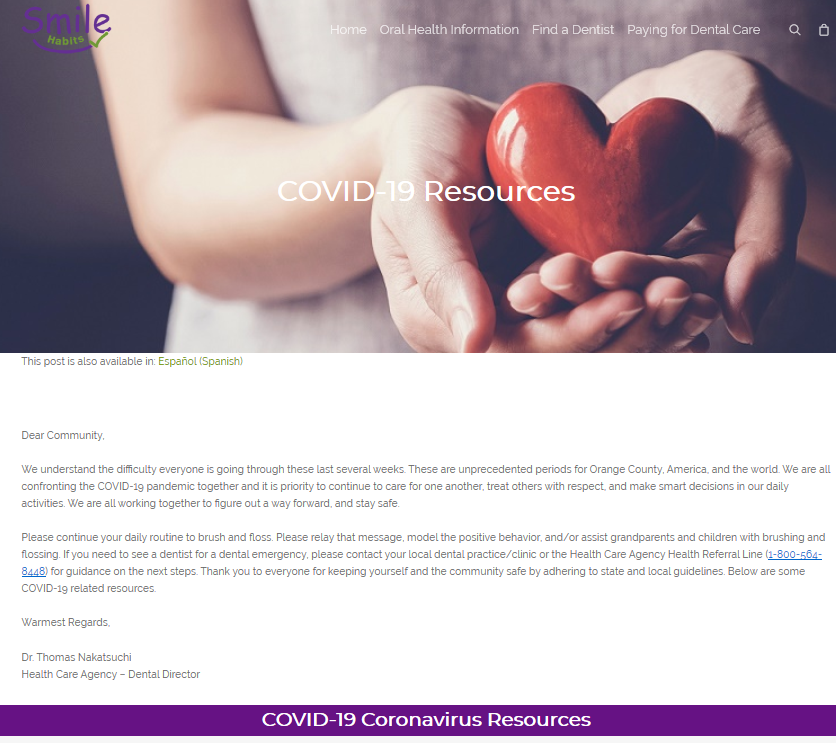 Smile
Habits
Home Oral Health Information Find a Dentist Paying for Dental Care
COVID-19 Resources
This post is also available in: Español (Spanish)
Dear Community,
We understand the difficulty everyone is going through these last several weeks. These are unprecedented periods for Orange County, America, and the world. We are all
confronting the COVID-19 pandemic together and it is priority to continue to care for one another, treat others with respect, and make smart decisions in our daily
activities. We are all working together to figure out a way forward, and stay safe.
Please continue your daily routine to brush and floss. Please relay that message, model the positive behavior, and/or assist grandparents and children with brushing and
flossing. If you need to see a dentist for a dental emergency, please contact your local dental practice/clinic or the Health Care Agency Health Referral Line (1-800-564-
8448) for guidance on the next steps. Thank you to everyone for keeping yourself and the community safe by adhering to state and local guidelines. Below are some
COVID-19 related resources.
Warmest Regards,
Dr. Thomas Nakatsuchi
Health Care Agency – Dental Director
COVID-19 Coronavirus Resources